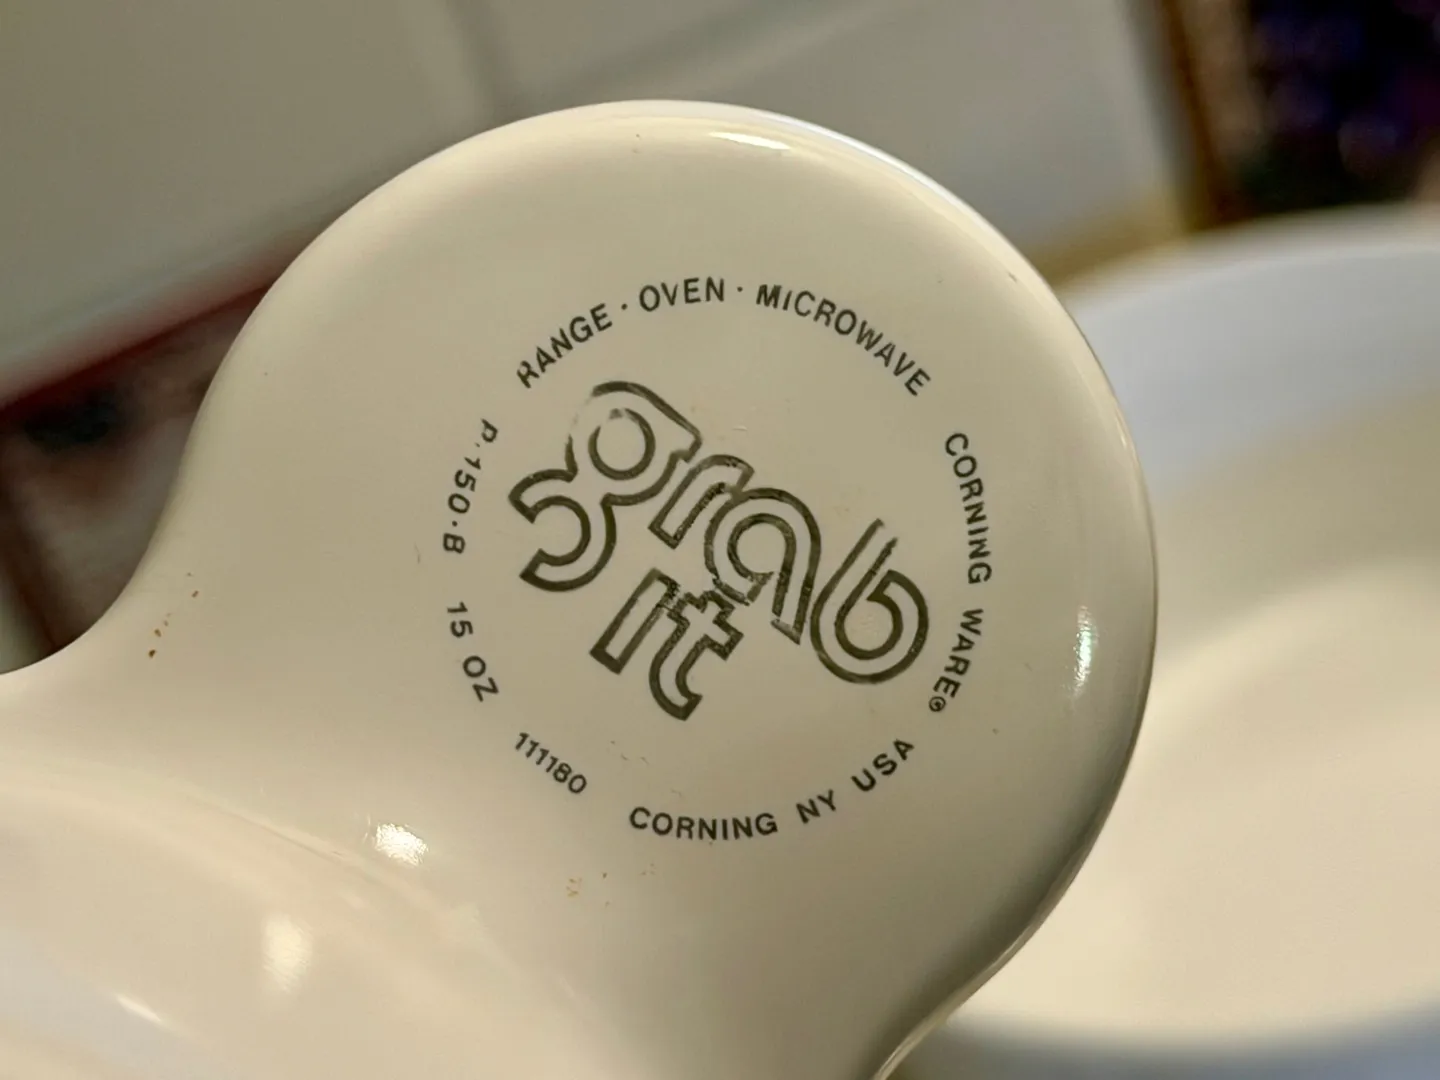 RANGE · OVEN · MICROWAVE
CORNING WARE®
CORNING NY USA
111180
15 OZ
P·150·B
grab
it